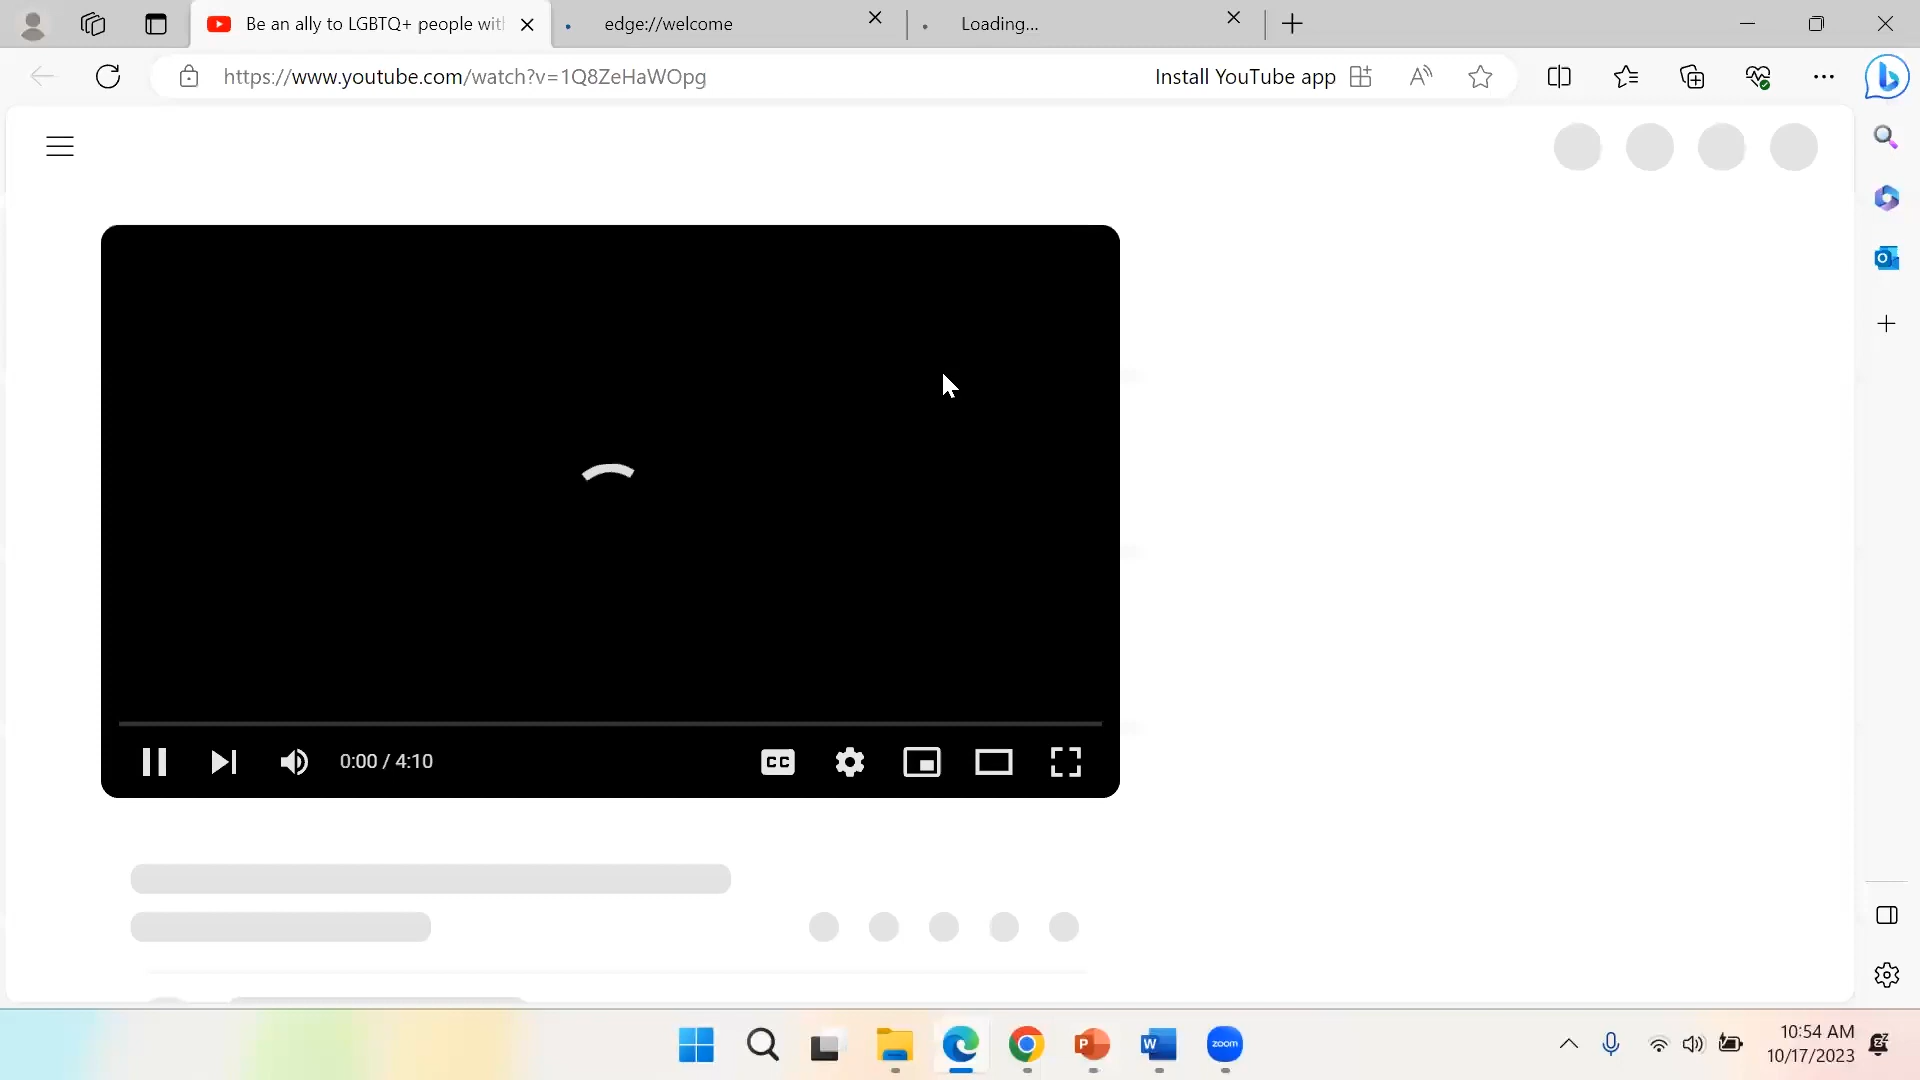 Be an ally to LGBTQ+ people wit
edge://welcome
Loading...
https://www.youtube.com/watch?v=1Q8ZeHaWOpg
Install YouTube app
0:00 / 4:10
CC
P
W
zoom
10:54 AM
10/17/2023